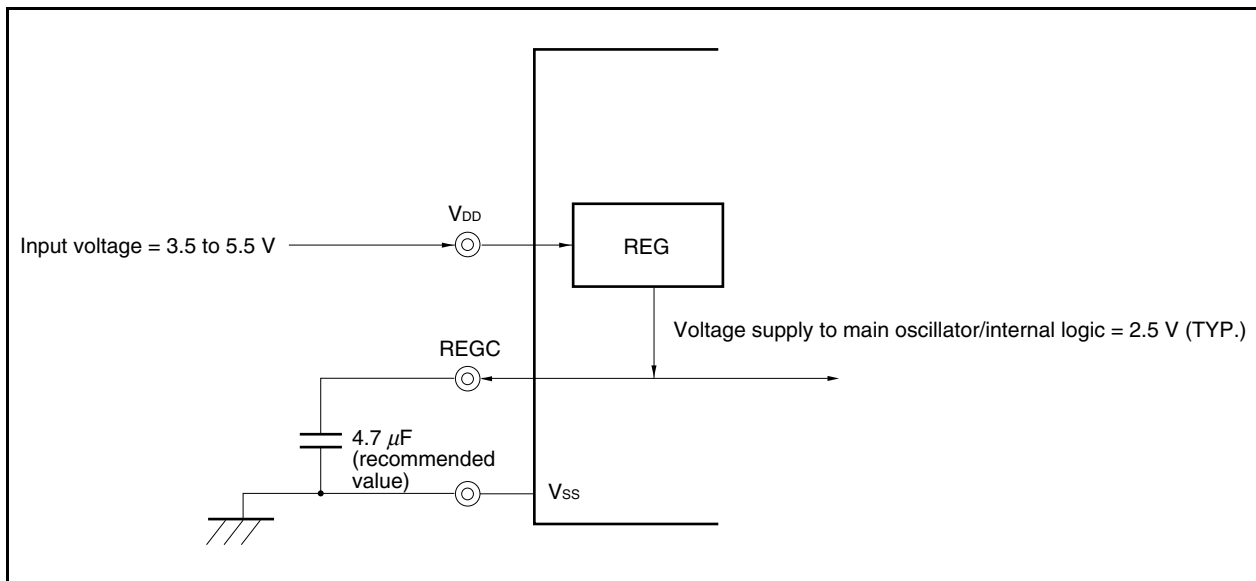 VDD
Input voltage = 3.5 to 5.5 V
REG
Voltage supply to main oscillator/internal logic = 2.5 V (TYP.)
REGC
4.7 μF
(recommended
value)
VSS